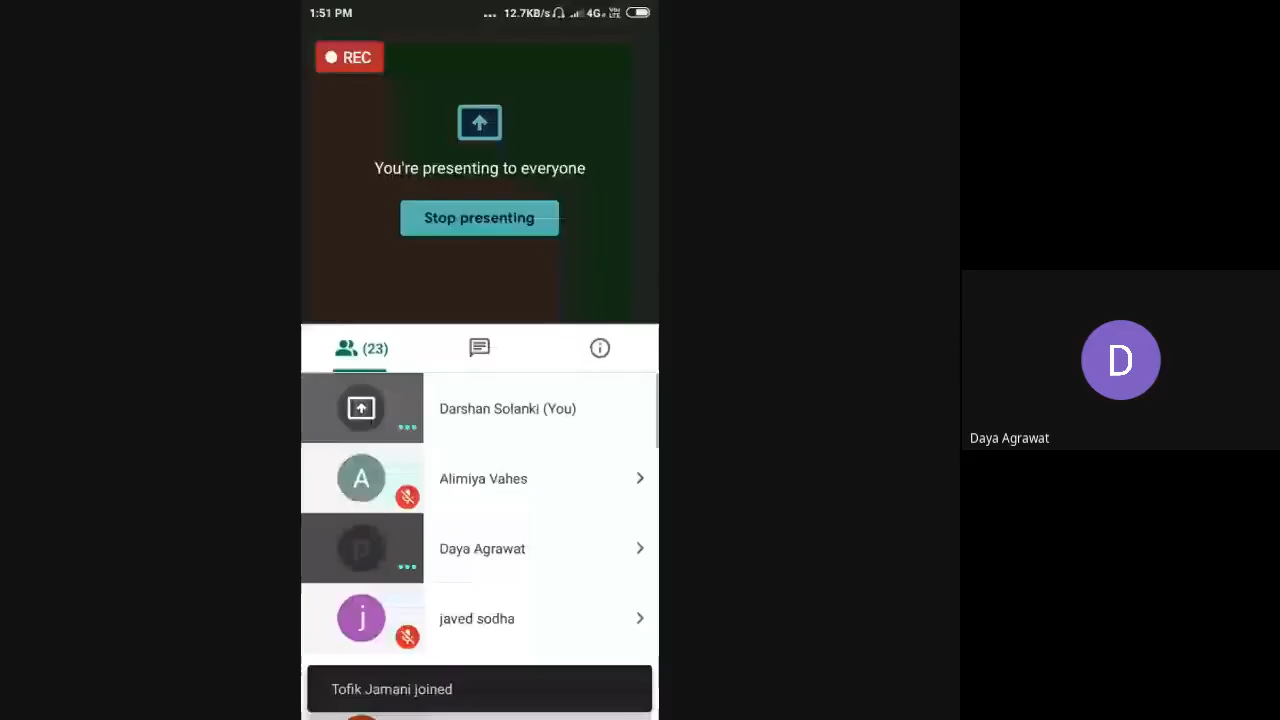 1:51 PM
12.7KB/s 4G
REC
You're presenting to everyone
Stop presenting
(23)
Darshan Solanki (You)
A
Alimiya Vahes
Daya Agrawat
j
javed sodha
Tofik Jamani joined
D
Daya Agrawat